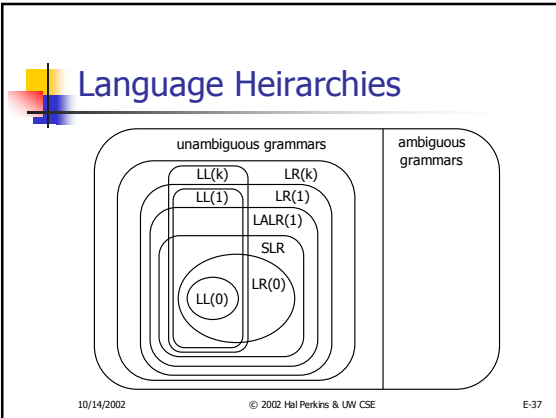 Language Heirarchies
unambiguous grammars
ambiguous
grammars
LL(k)
LR(k)
LL(1)
LR(1)
LALR(1)
SLR
LL(0)
LR(0)
10/14/2002
© 2002 Hal Perkins & UW CSE
E-37